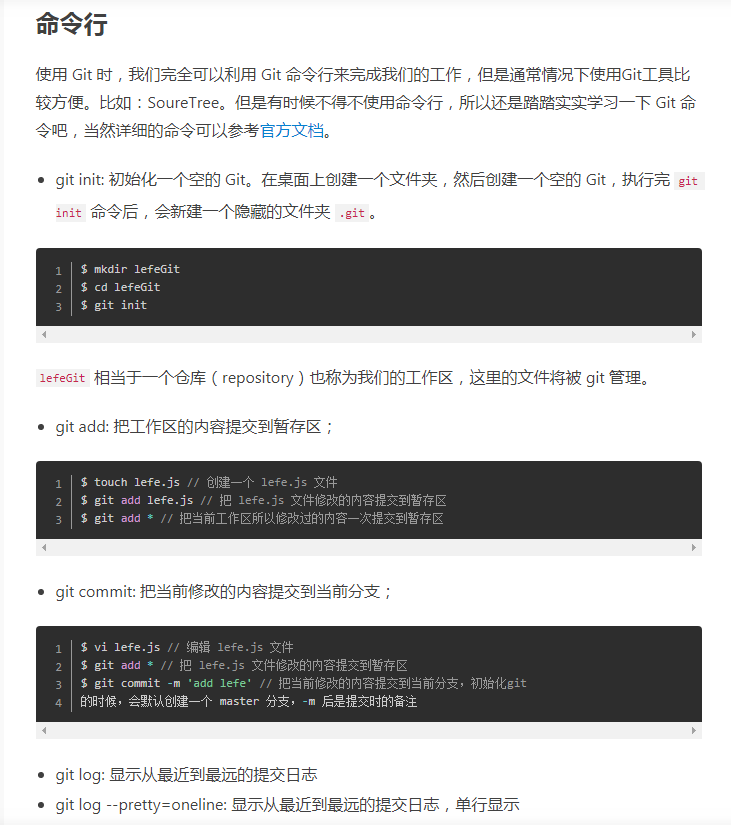 命令行
使用 Git 时，我们完全可以利用 Git 命令行来完成我们的工作，但是通常情况下使用Git工具比
较方便。比如：SoureTree。但是有时候不得不使用命令行，所以还是踏踏实实学习一下 Git 命
令吧，当然详细的命令可以参考官方文档。
• git init: 初始化一个空的 Git。在桌面上创建一个文件夹，然后创建一个空的 Git，执行完 git
init 命令后，会新建一个隐藏的文件夹 .git 。
1 $ mkdir lefeGit
2 $ cd lefeGit
3 $ git init
lefeGit 相当于一个仓库（repository）也称为我们的工作区，这里的文件将被 git 管理。
• git add: 把工作区的内容提交到暂存区；
1 $ touch lefe.js // 创建一个 lefe.js 文件
2 $ git add lefe.js // 把 lefe.js 文件修改的内容提交到暂存区
3 $ git add * // 把当前工作区所以修改过的内容一次提交到暂存区
• git commit: 把当前修改的内容提交到当前分支；
1 $ vi lefe.js // 编辑 lefe.js 文件
2 $ git add * // 把 lefe.js 文件修改的内容提交到暂存区
3 $ git commit -m 'add lefe' // 把当前修改的内容提交到当前分支，初始化git
4 的时候，会默认创建一个 master 分支，-m 后是提交时的备注
• git log: 显示从最近到最远的提交日志
• git log --pretty=oneline: 显示从最近到最远的提交日志，单行显示